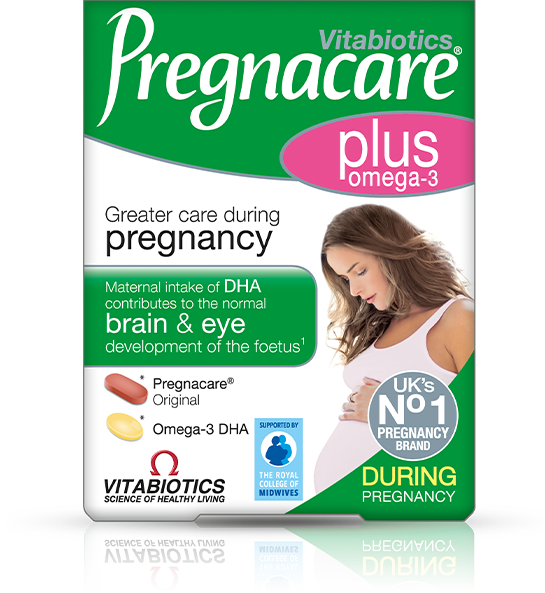 Vitabiotics
Pregnacare®
plus
omega-3
Greater care during
pregnancy
Maternal intake of DHA
contributes to the normal
brain & eye
development of the foetus¹
* Pregnacare®
Original
* Omega-3 DHA
SUPPORTED BY
THE ROYAL
COLLEGE OF
MIDWIVES
UK's
Nº1
PREGNANCY
BRAND
VITABIOTICS
SCIENCE OF HEALTHY LIVING
DURING
PREGNANCY